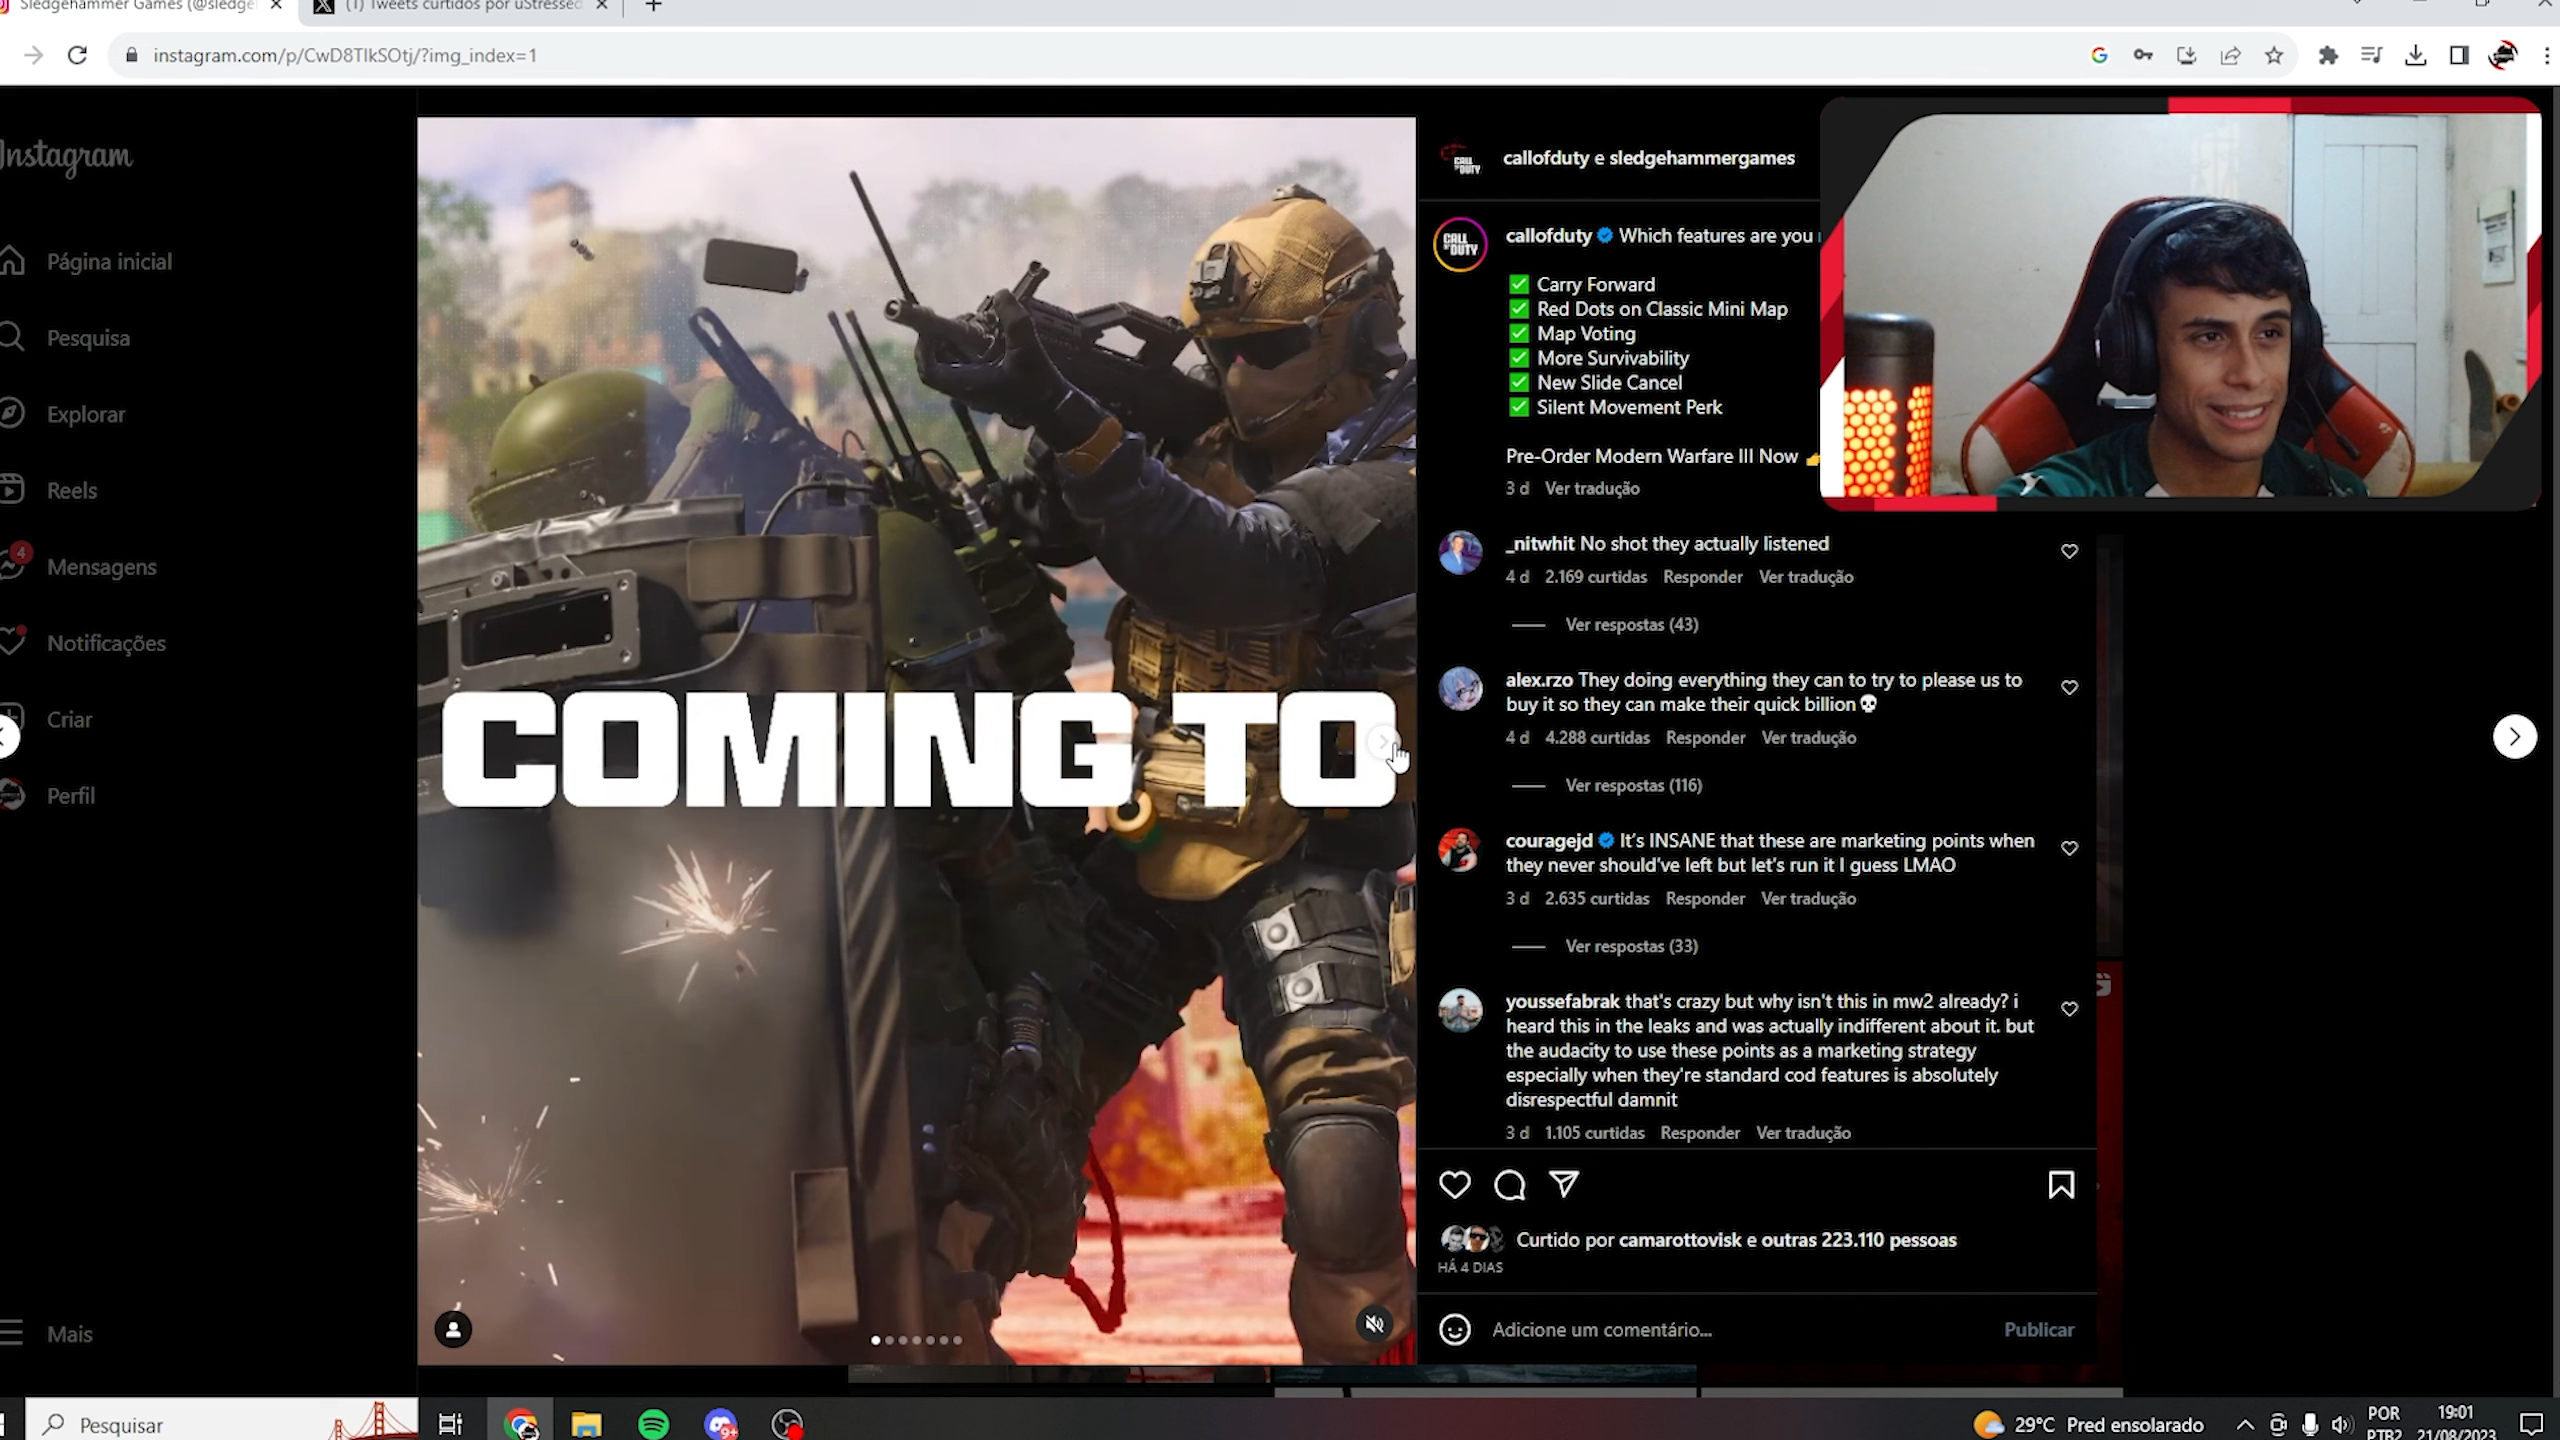 Sledgehammer Games (@sledge
(1) Tweets curtidos por uStressed
instagram.com/p/CwD8TIkSOtj/?img_index=1
Instagram
Página inicial
Pesquisa
Explorar
Reels
4
Mensagens
Notificações
Criar
Perfil
Mais
COMING TO
CALL OF DUTY
callofduty e sledgehammergames
CALL OF DUTY
callofduty Which features are you
✅ Carry Forward
✅ Red Dots on Classic Mini Map
✅ Map Voting
✅ More Survivability
✅ New Slide Cancel
✅ Silent Movement Perk
Pre-Order Modern Warfare III Now
3 d Ver tradução
_nitwhit No shot they actually listened
4 d 2.169 curtidas Responder Ver tradução
Ver respostas (43)
alex.rzo They doing everything they can to try to please us to
buy it so they can make their quick billion💀
4 d 4.288 curtidas Responder Ver tradução
Ver respostas (116)
couragejd It's INSANE that these are marketing points when
they never should've left but let's run it I guess LMAO
3 d 2.635 curtidas Responder Ver tradução
Ver respostas (33)
youssefabrak that's crazy but why isn't this in mw2 already? i
heard this in the leaks and was actually indifferent about it. but
the audacity to use these points as a marketing strategy
especially when they're standard cod features is absolutely
disrespectful damnit
3 d 1.105 curtidas Responder Ver tradução
Curtido por camarottovisk e outras 223.110 pessoas
HÁ 4 DIAS
Adicione um comentário...
Publicar
Pesquisar
9+
29°C Pred ensolarado
POR
PTB2
19:01
21/08/2023